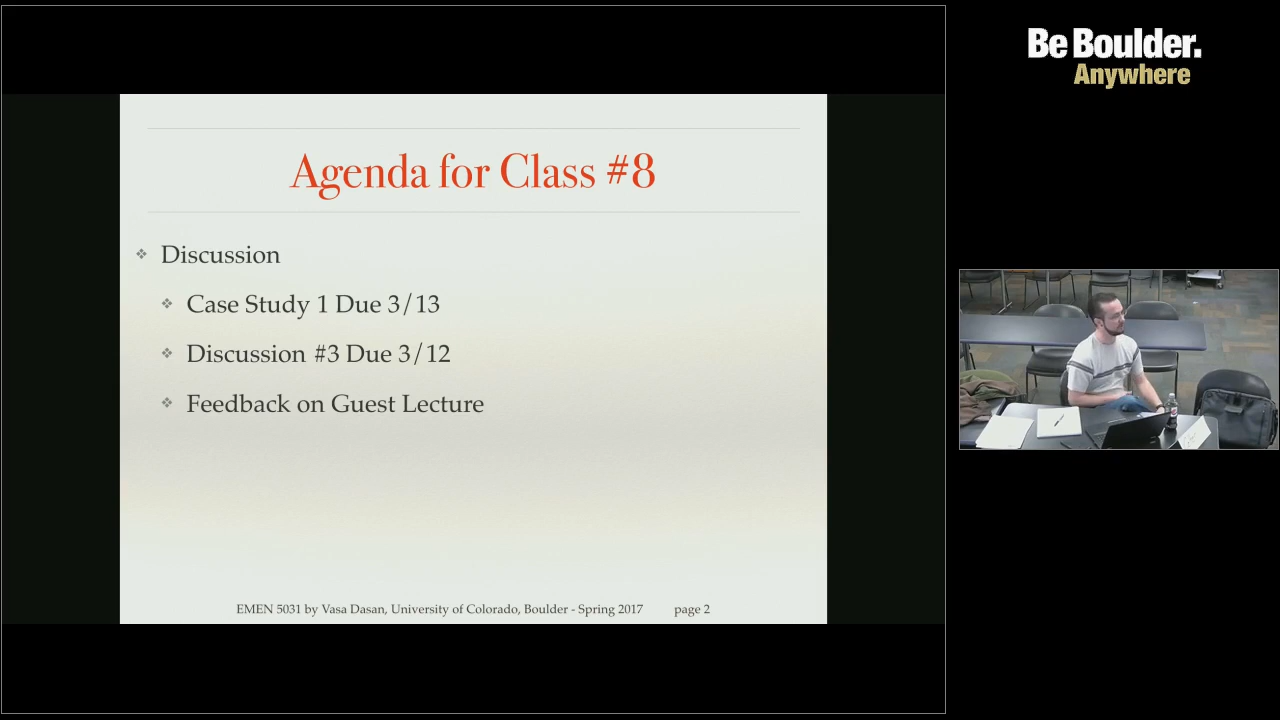 Be Boulder.
Anywhere
Agenda for Class #8
Discussion
Case Study 1 Due 3/13
Discussion #3 Due 3/12
Feedback on Guest Lecture
EMEN 5031 by Vasa Dasan, University of Colorado, Boulder - Spring 2017 page 2